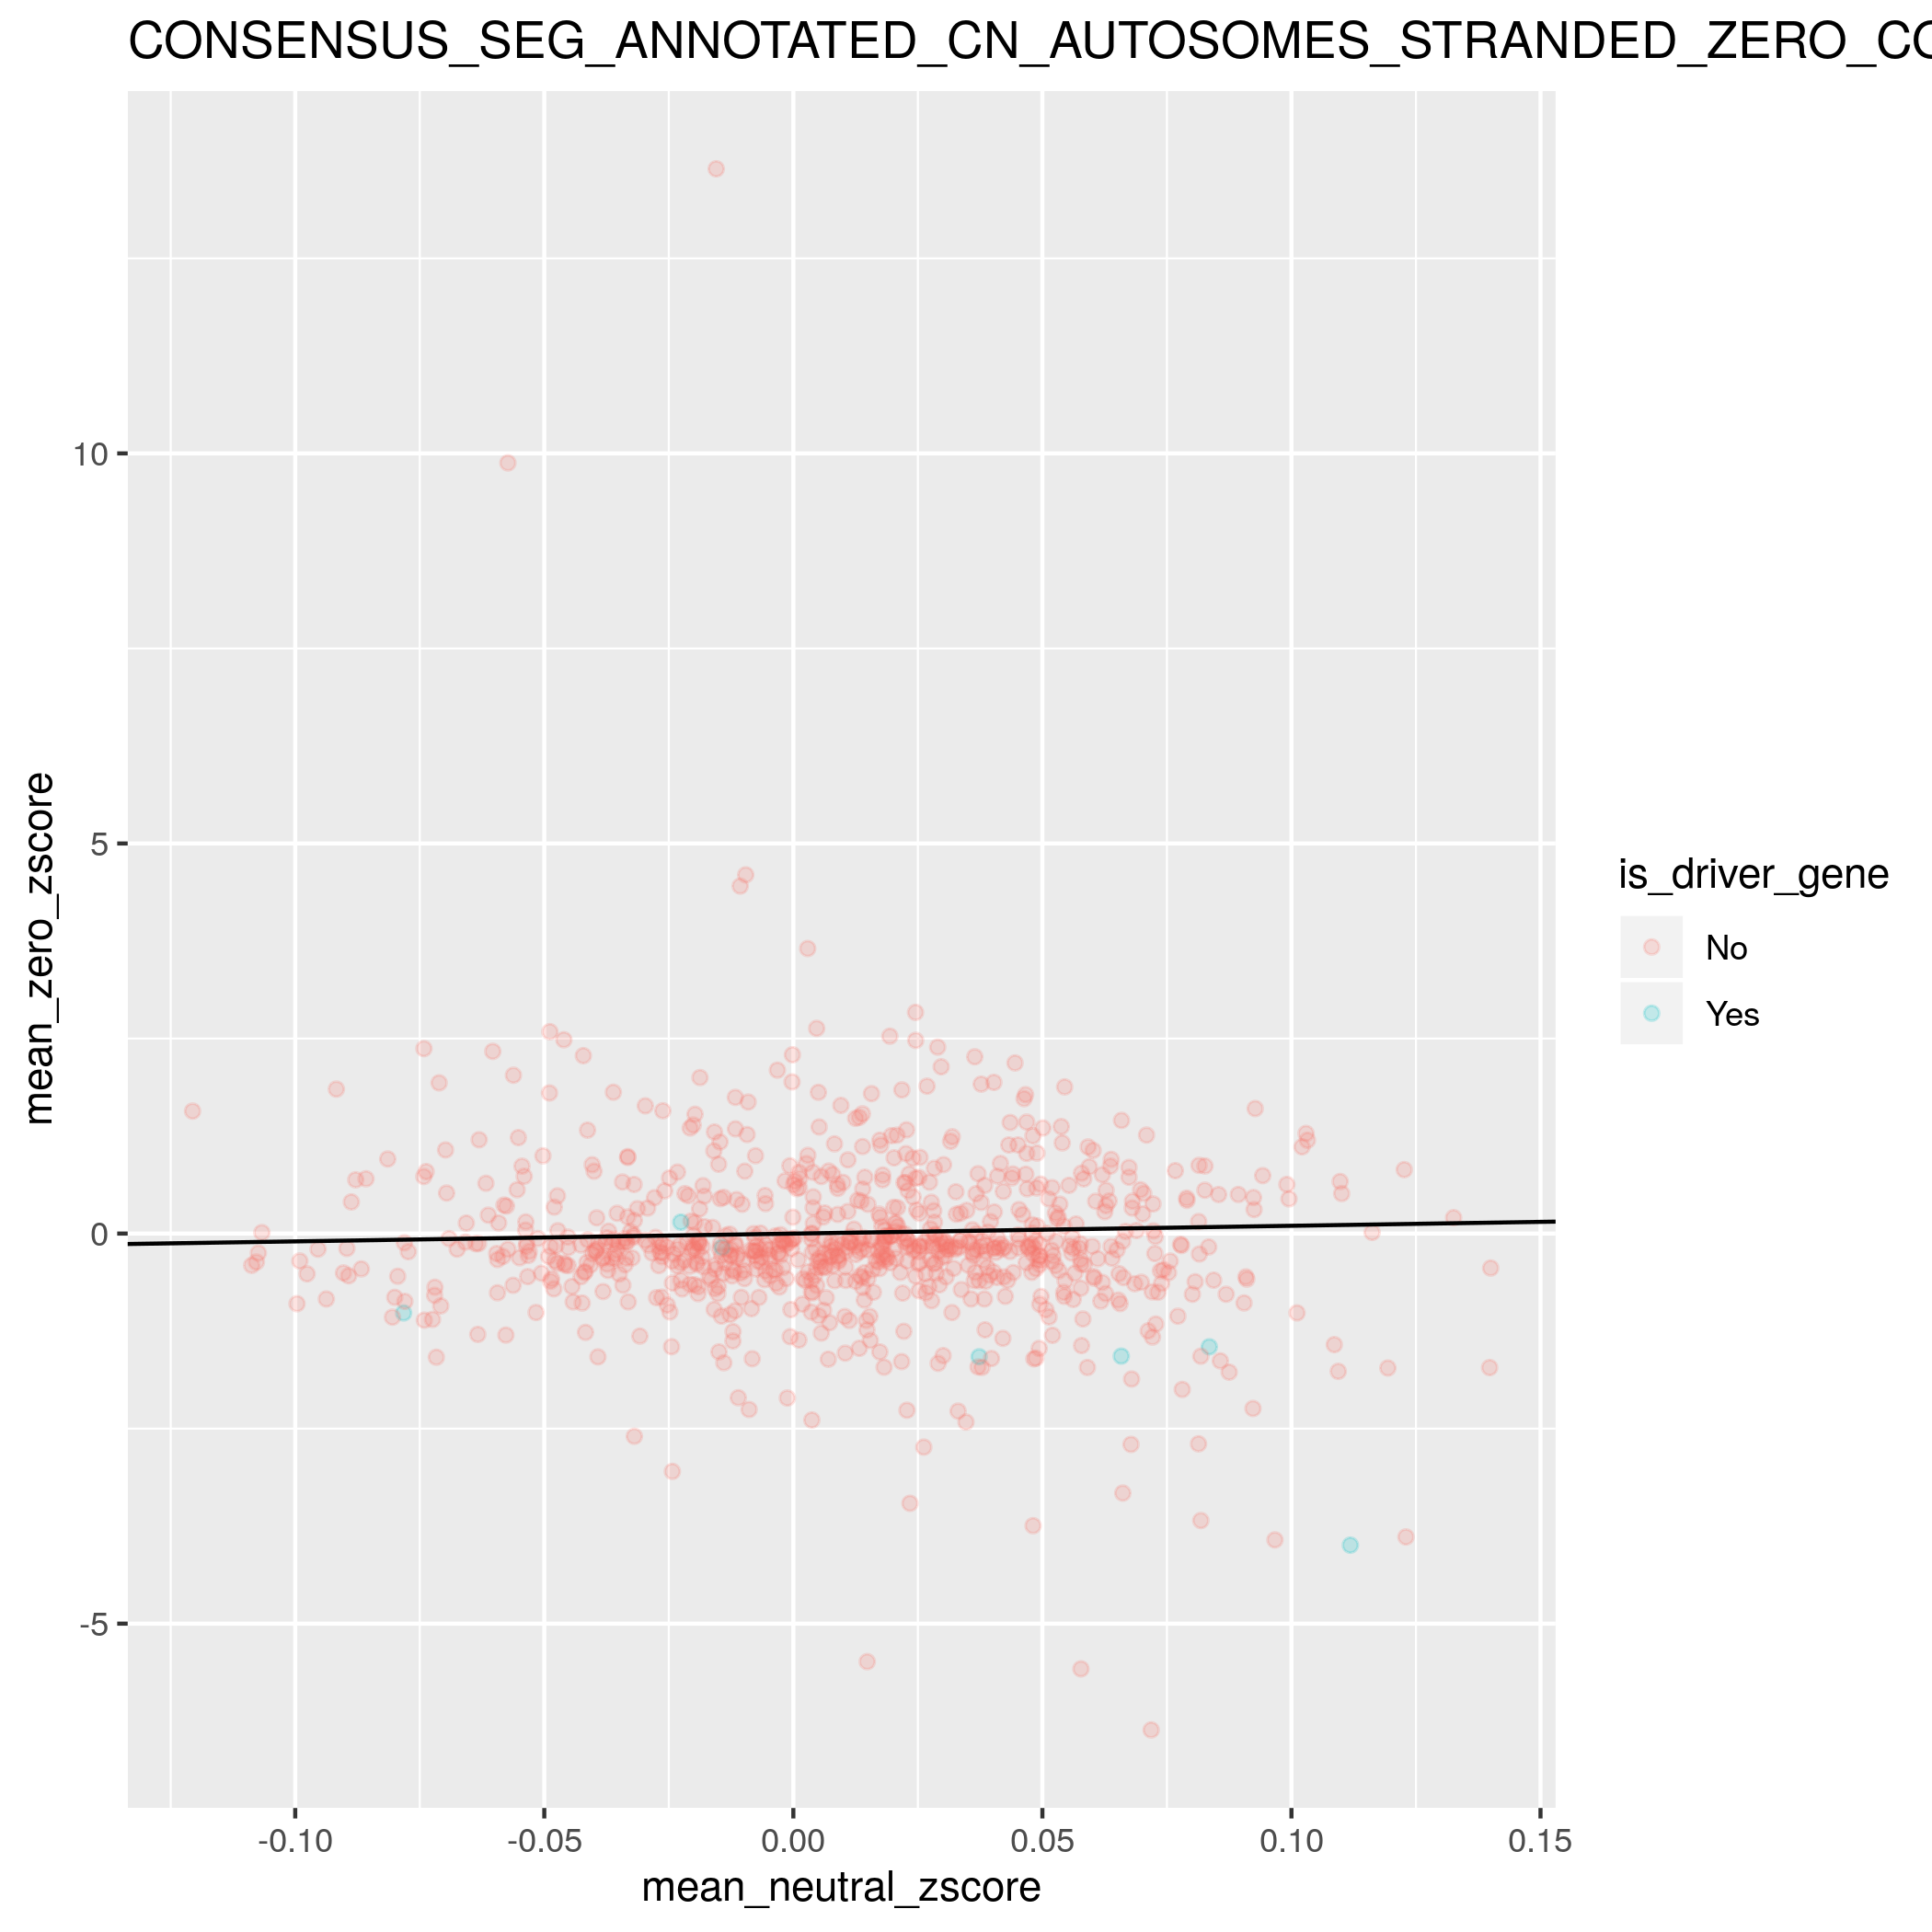 CONSENSUS_SEG_ANNOTATED_CN_AUTOSOMES_STRANDED_ZERO_CO
mean_zero_zscore
10
5
0
-5
-0.10 -0.05 0.00 0.05 0.10 0.15
mean_neutral_zscore
is_driver_gene
No
Yes